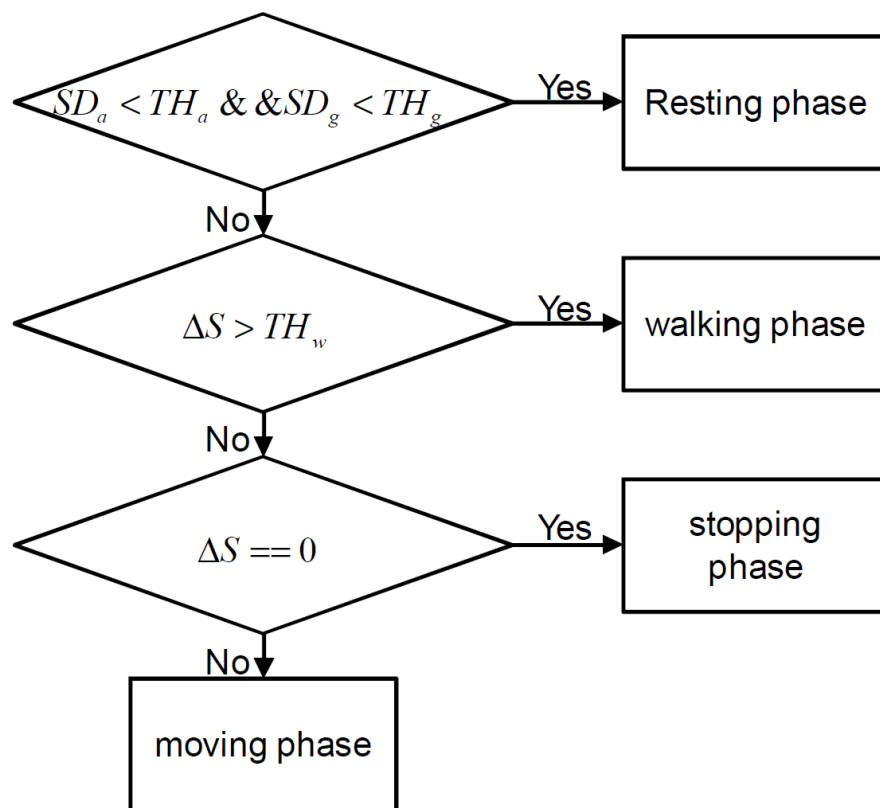 SD_a < TH_a & &SD_g < TH_g
Yes
Resting phase
No
ΔS > TH_w
Yes
walking phase
No
ΔS == 0
Yes
stopping
phase
No
moving phase